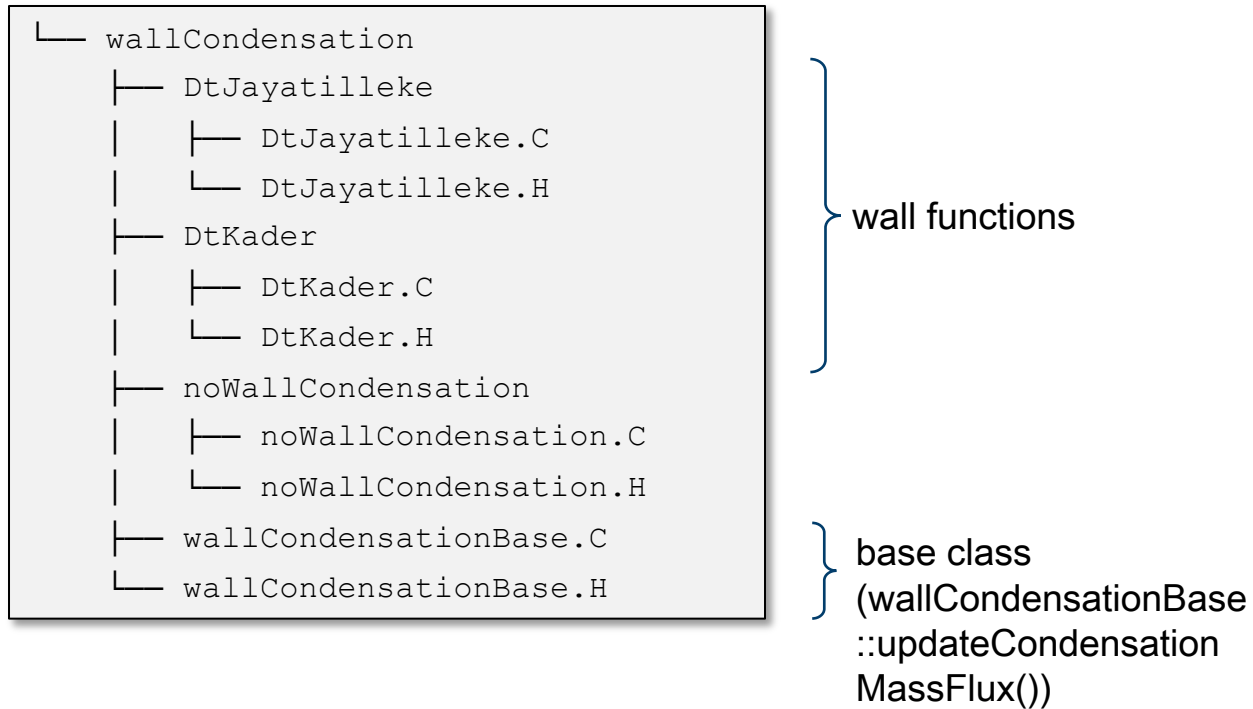 └── wallCondensation
    ├── DtJayatilleke
    │   ├── DtJayatilleke.C
    │   └── DtJayatilleke.H
    ├── DtKader
    │   ├── DtKader.C
    │   └── DtKader.H
    ├── noWallCondensation
    │   ├── noWallCondensation.C
    │   └── noWallCondensation.H
    ├── wallCondensationBase.C
    └── wallCondensationBase.H
wall functions
base class
(wallCondensationBase
::updateCondensation
MassFlux())